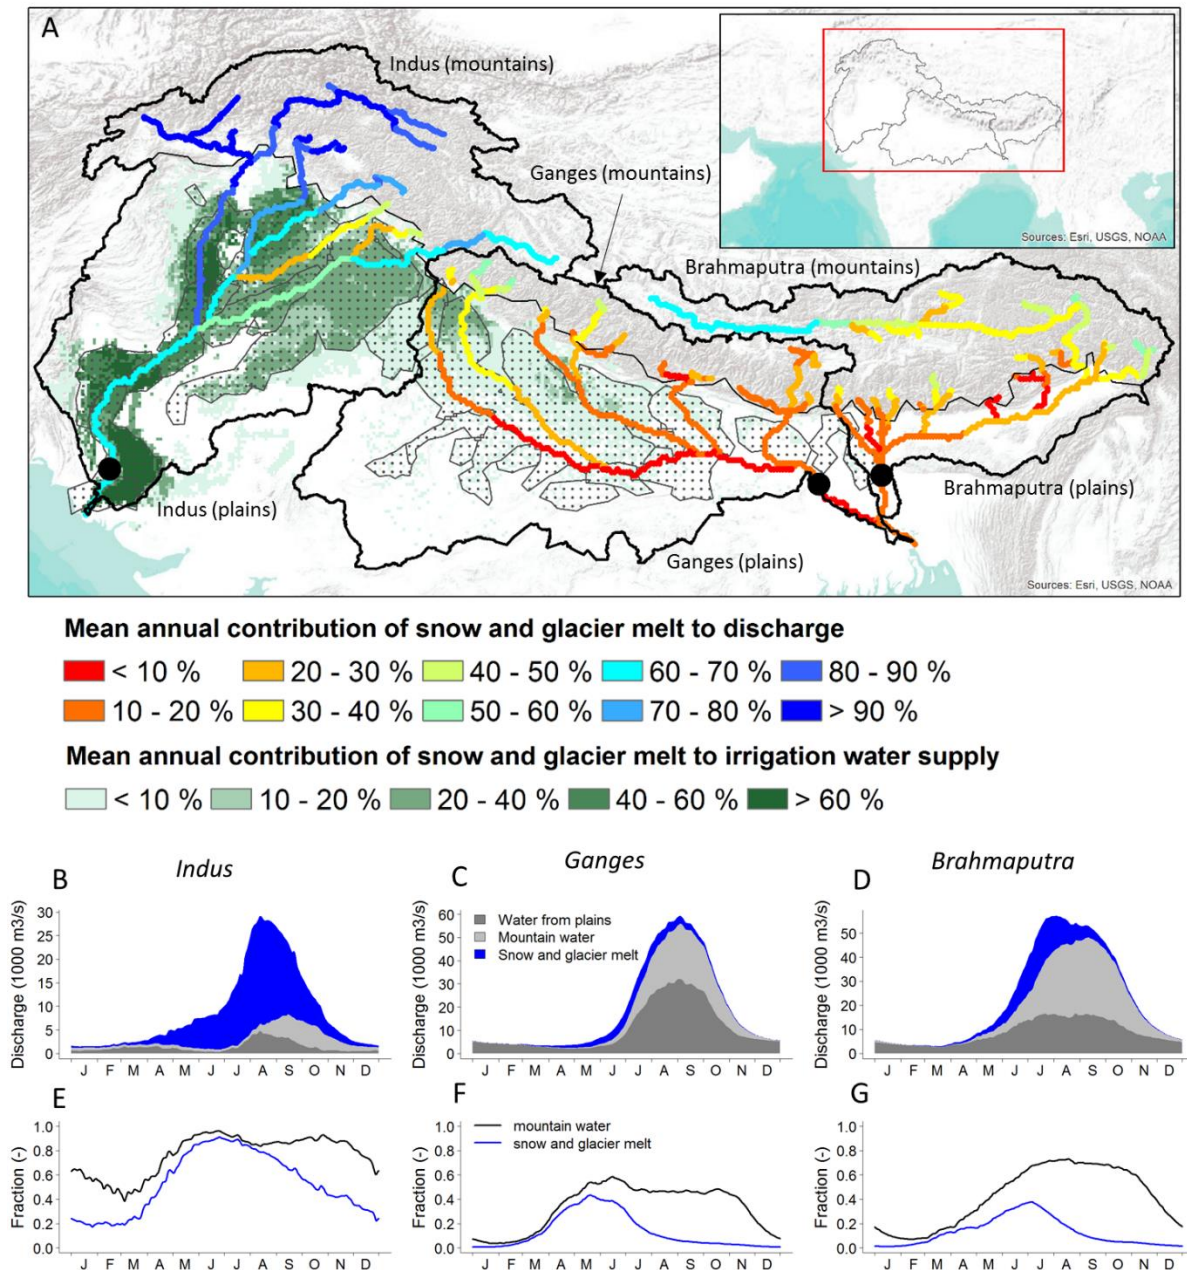 A
Indus (mountains)
Ganges (mountains)
Sources: Esri, USGS, NOAA
Brahmaputra (mountains)
Brahmaputra (plains)
Indus (plains)
Ganges (plains)
Sources: Esri, USGS, NOAA
Mean annual contribution of snow and glacier melt to discharge
< 10 % 20 - 30 % 40 - 50 % 60 - 70 % 80 - 90 %
10 - 20 % 30 - 40 % 50 - 60 % 70 - 80 % > 90 %
Mean annual contribution of snow and glacier melt to irrigation water supply
< 10 % 10 - 20 % 20 - 40 % 40 - 60 % > 60 %
B Indus
Discharge (1000 m3/s)
30
25
20
15
10
5
0
J F M A M J J A S O N D
C Ganges
Discharge (1000 m3/s)
60
50
40
30
20
10
0
Water from plains
Mountain water
Snow and glacier melt
J F M A M J J A S O N D
D Brahmaputra
Discharge (1000 m3/s)
50
40
30
20
10
0
J F M A M J J A S O N D
E
Fraction (-)
1.0
0.8
0.6
0.4
0.2
0.0
J F M A M J J A S O N D
F
Fraction (-)
1.0
0.8
0.6
0.4
0.2
0.0
mountain water
snow and glacier melt
J F M A M J J A S O N D
G
Fraction (-)
1.0
0.8
0.6
0.4
0.2
0.0
J F M A M J J A S O N D